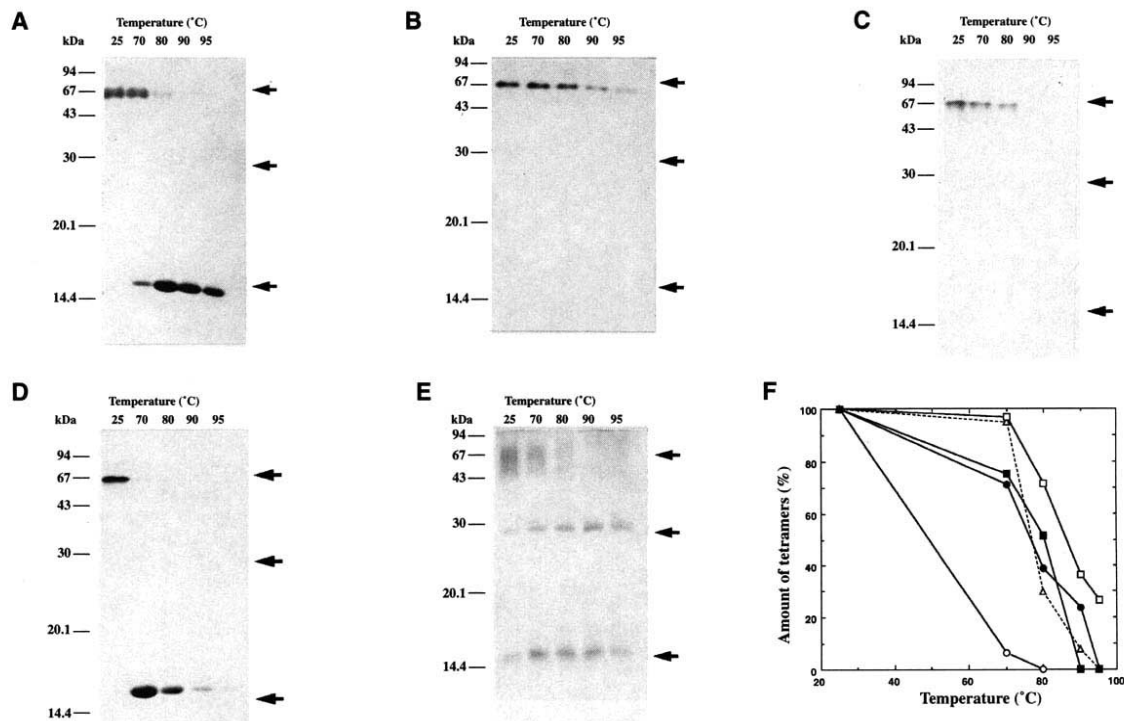 A
Temperature (˚C)
kDa 25 70 80 90 95
94
67
43
30
20.1
14.4
B
Temperature (˚C)
kDa 25 70 80 90 95
94
67
43
30
20.1
14.4
C
Temperature (˚C)
kDa 25 70 80 90 95
94
67
43
30
20.1
14.4
D
Temperature (˚C)
kDa 25 70 80 90 95
94
67
43
30
20.1
14.4
E
Temperature (˚C)
kDa 25 70 80 90 95
94
67
43
30
20.1
14.4
F
Amount of tetramers (%)
100
80
60
40
20
0
20 40 60 80 100
Temperature (˚C)